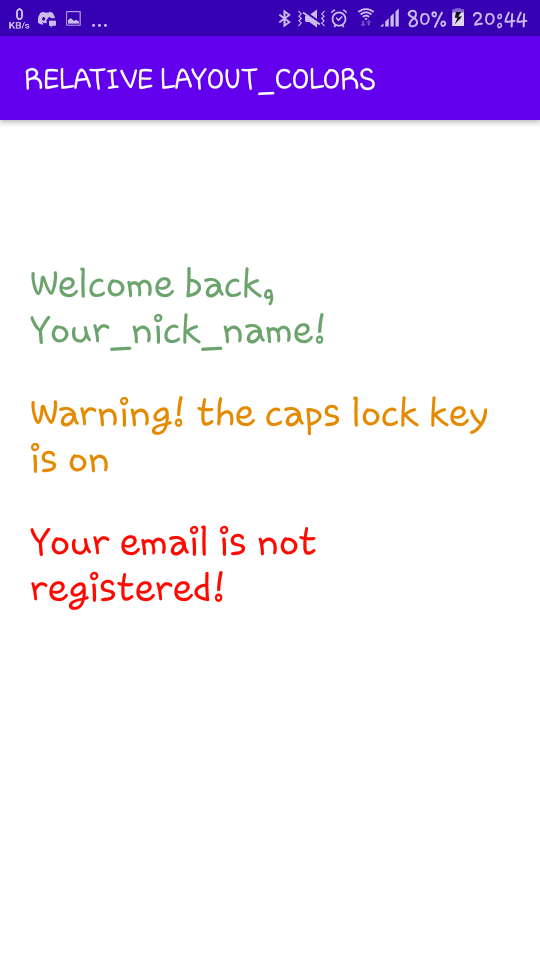 0
KB/s
... 80% 20:44
RELATIVE LAYOUT_COLORS
Welcome back,
Your_nick_name!
Warning! the caps lock key
is on
Your email is not
registered!